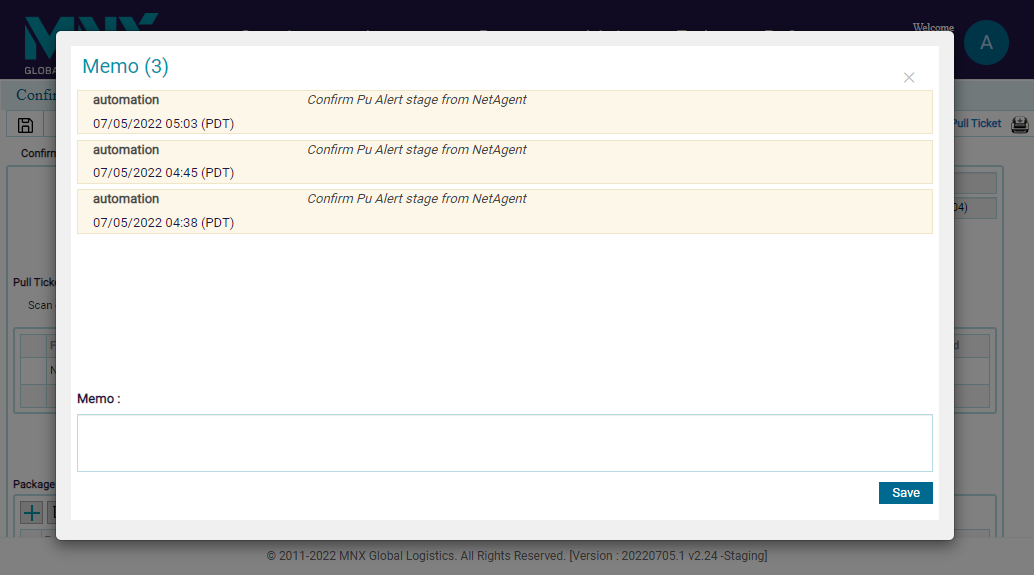 MNX
GLOBA
Welcome
A
Confir
Pull Ticket
Confirm
04)
Pull Ticke
Scan
Package
Memo (3)
automation
Confirm Pu Alert stage from NetAgent
07/05/2022 05:03 (PDT)
automation
Confirm Pu Alert stage from NetAgent
07/05/2022 04:45 (PDT)
automation
Confirm Pu Alert stage from NetAgent
07/05/2022 04:38 (PDT)
Memo :
Save
© 2011-2022 MNX Global Logistics. All Rights Reserved. [Version : 20220705.1 v2.24 -Staging]